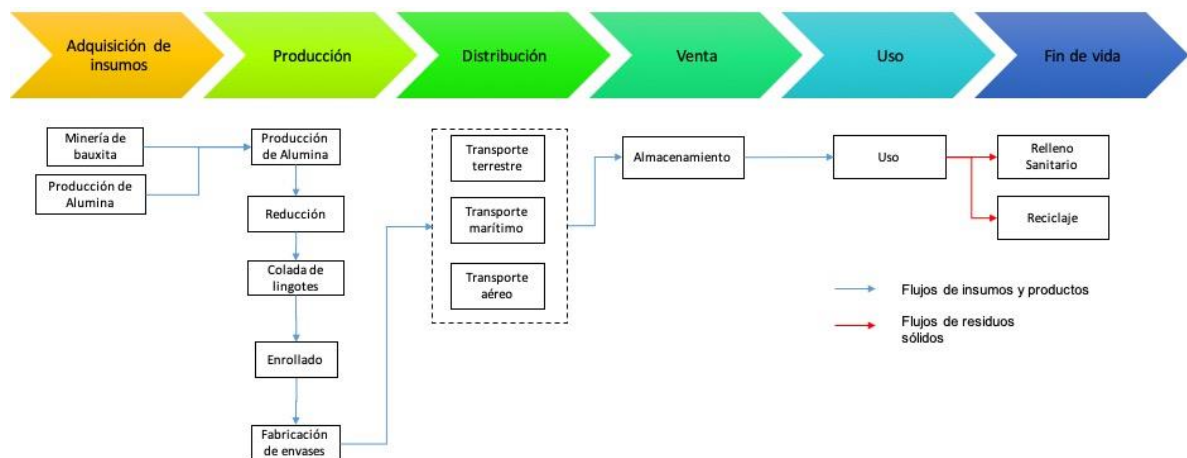 Adquisición de
insumos
Producción
Distribución
Venta
Uso
Fin de vida
Minería de
bauxita
Producción de
Alumina
Producción
de Alumina
Reducción
Colada de
lingotes
Enrollado
Fabricación
de envases
Transporte
terrestre
Transporte
marítimo
Transporte
aéreo
Almacenamiento
Uso
Relleno
Sanitario
Reciclaje
Flujos de insumos y productos
Flujos de residuos
sólidos